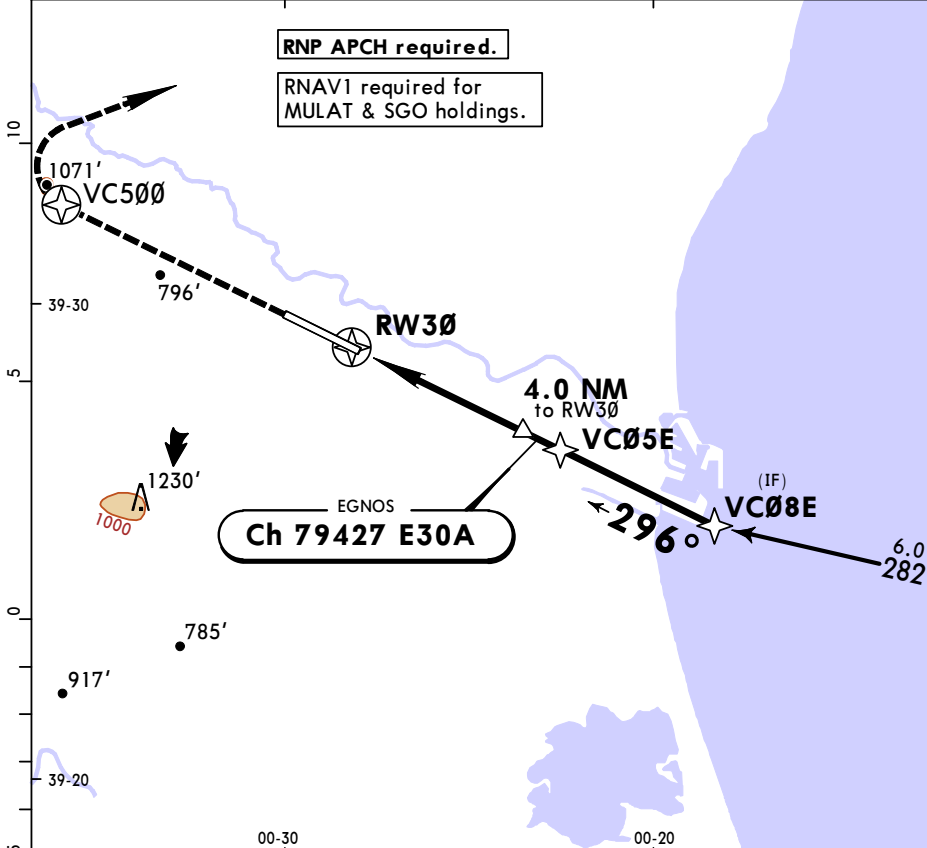 RNP APCH required.
RNAV1 required for
MULAT & SGO holdings.
10
1071'
VC5ØØ
796'
39-30
RW3Ø
5
4.0 NM
to RW3Ø
VCØ5E
1230'
1000
(IF)
VCØ8E
EGNOS
Ch 79427 E30A
296°
6.0
282
0
785'
917'
39-20
00-30
00-20